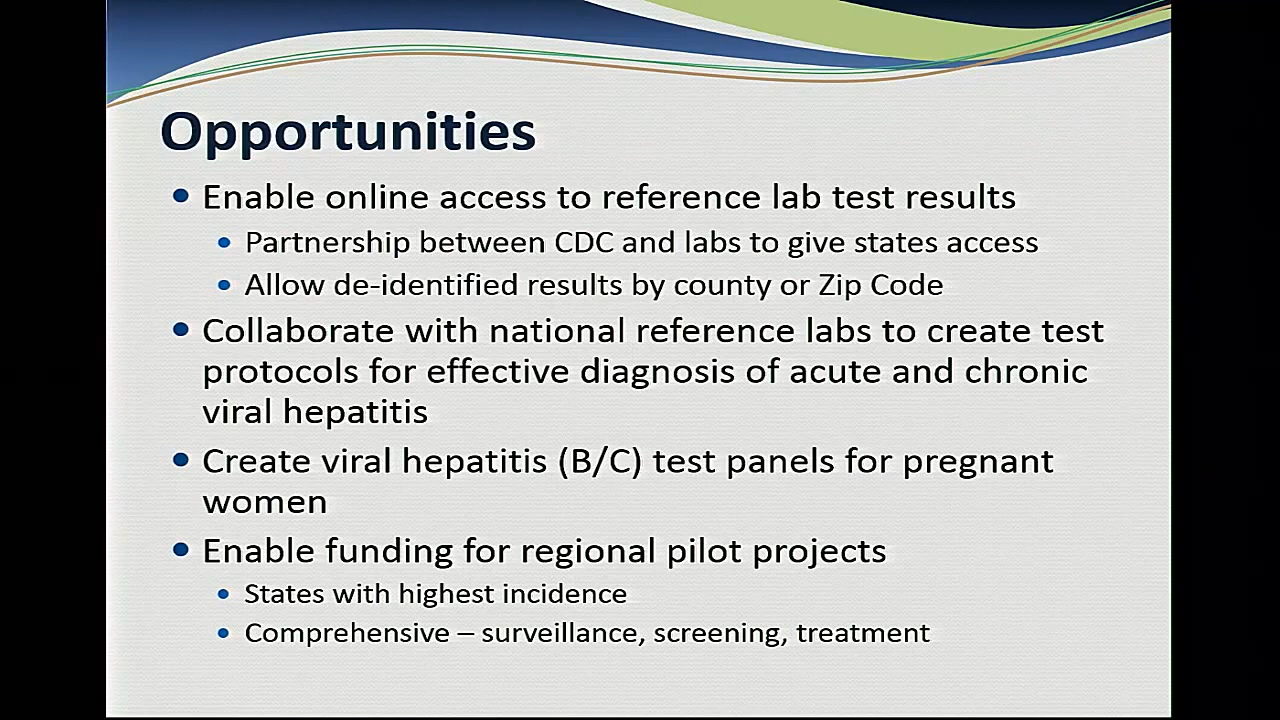 Opportunities
• Enable online access to reference lab test results
• Partnership between CDC and labs to give states access
• Allow de-identified results by county or Zip Code
• Collaborate with national reference labs to create test
protocols for effective diagnosis of acute and chronic
viral hepatitis
• Create viral hepatitis (B/C) test panels for pregnant
women
• Enable funding for regional pilot projects
• States with highest incidence
• Comprehensive – surveillance, screening, treatment